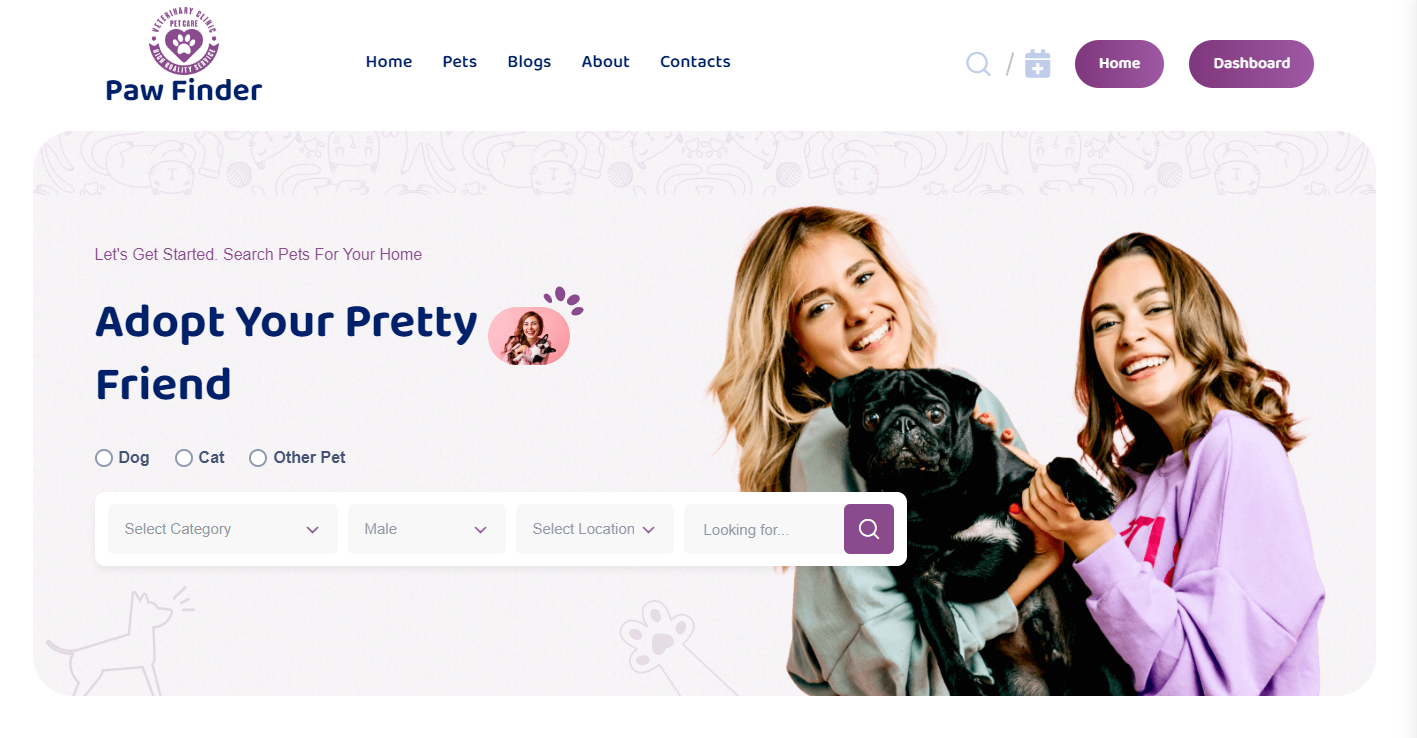 VETERINARY CLINIC
PET CARE
HIGH QUALITY SERVICE
Paw Finder
Home Pets Blogs About Contacts
/
Home Dashboard
Let's Get Started. Search Pets For Your Home
Adopt Your Pretty
Friend
Dog Cat Other Pet
Select Category Male Select Location Looking for...